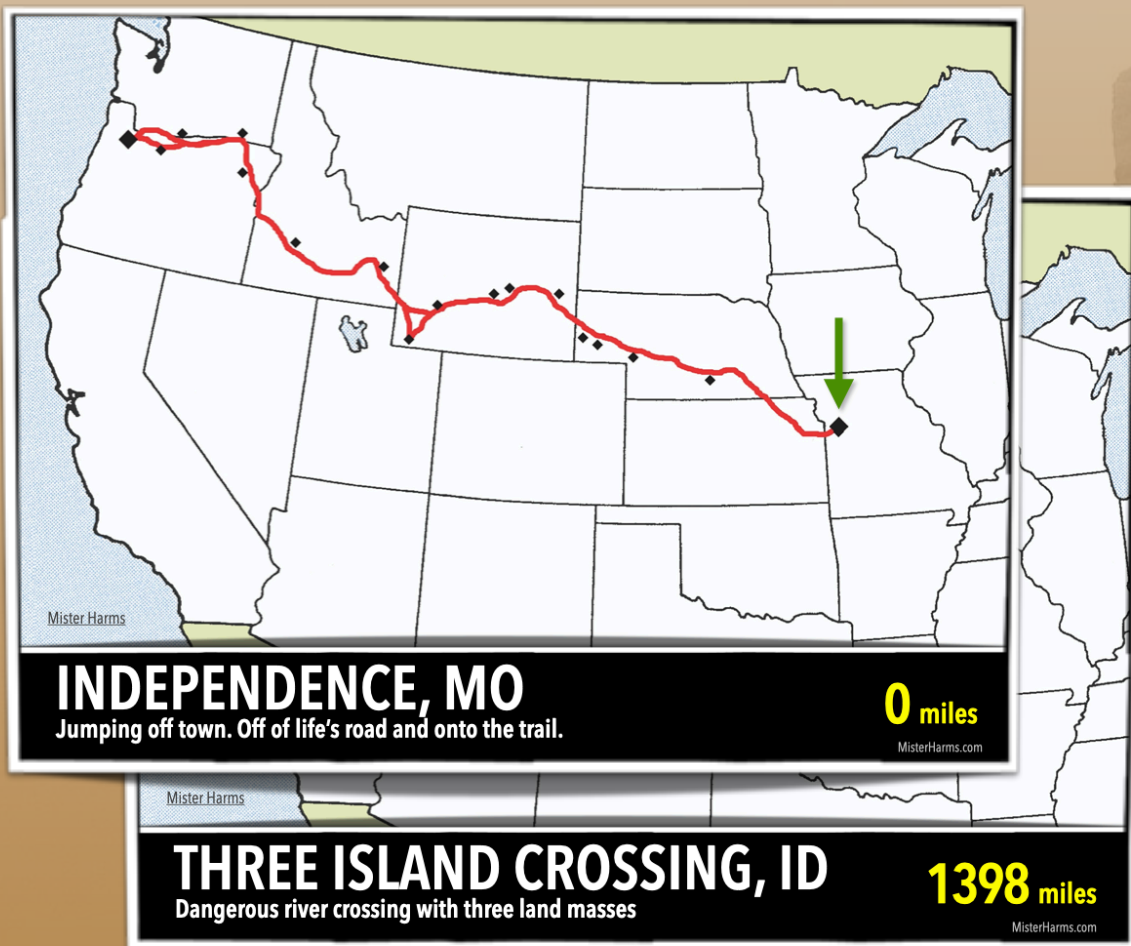 Mister Harms
INDEPENDENCE, MO
Jumping off town. Off of life's road and onto the trail.
0 miles
MisterHarms.com
Mister Harms
THREE ISLAND CROSSING, ID
Dangerous river crossing with three land masses
1398 miles
MisterHarms.com